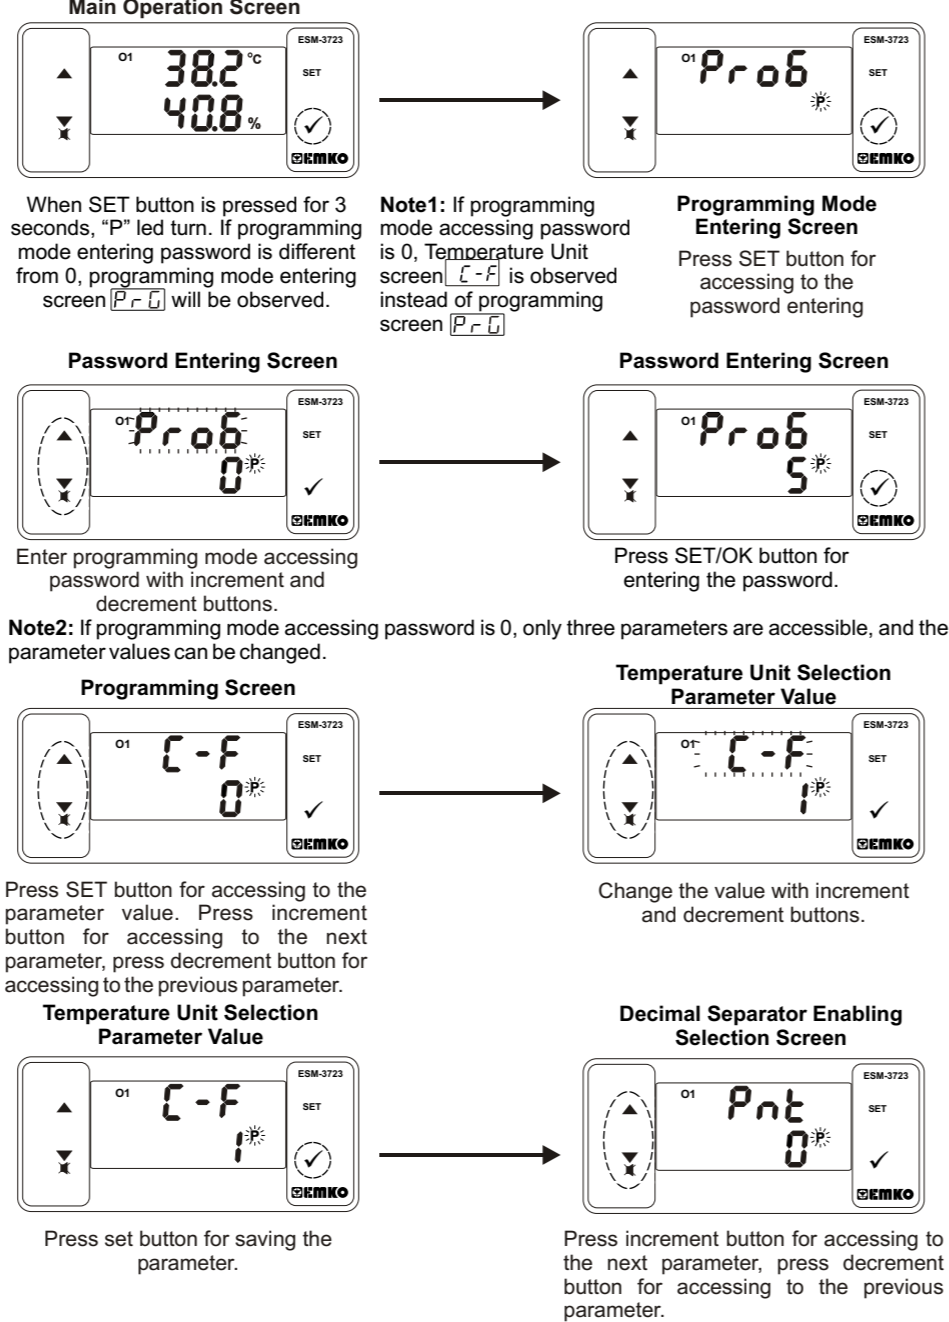 Main Operation Screen
ESM-3723
O1 38.2 °C
SET
40.8 %
EMKO
ESM-3723
O1 Prog
SET
P
EMKO
When SET button is pressed for 3
seconds, “P” led turn. If programming
mode entering password is different
from 0, programming mode entering
screen PrG will be observed.
Note1: If programming
mode accessing password
is 0, Temperature Unit
screen C-F is observed
instead of programming
screen PrG
Programming Mode
Entering Screen
Press SET button for
accessing to the
password entering
Password Entering Screen
ESM-3723
O1 Prog
SET
0 P
EMKO
Enter programming mode accessing
password with increment and
decrement buttons.
Password Entering Screen
ESM-3723
O1 Prog
SET
5 P
EMKO
Press SET/OK button for
entering the password.
Note2: If programming mode accessing password is 0, only three parameters are accessible, and the
parameter values can be changed.
Programming Screen
ESM-3723
O1 C-F
SET
0 P
EMKO
Press SET button for accessing to the
parameter value. Press increment
button for accessing to the next
parameter, press decrement button for
accessing to the previous parameter.
Temperature Unit Selection
Parameter Value
ESM-3723
O1 C-F
SET
1 P
EMKO
Change the value with increment
and decrement buttons.
Temperature Unit Selection
Parameter Value
ESM-3723
O1 C-F
SET
1 P
EMKO
Press set button for saving the
parameter.
Decimal Separator Enabling
Selection Screen
ESM-3723
O1 Pnt
SET
0 P
EMKO
Press increment button for accessing to
the next parameter, press decrement
button for accessing to the previous
parameter.